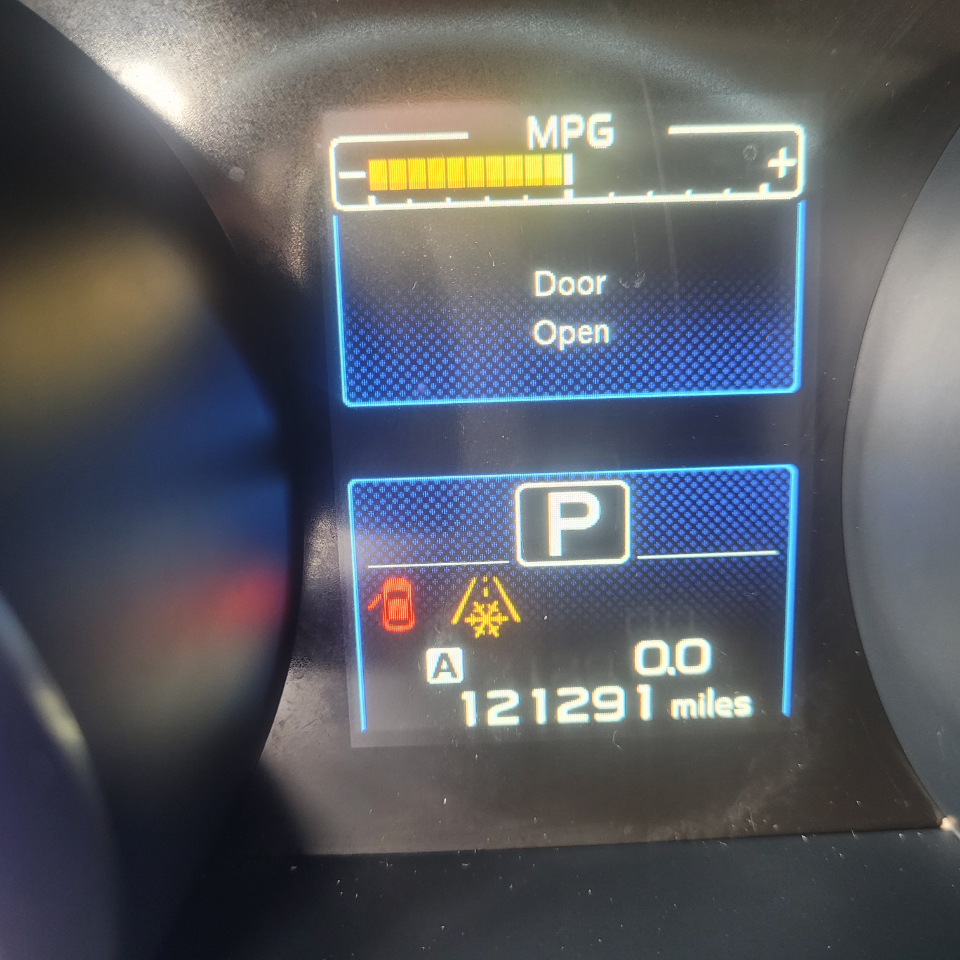 MPG
− +
Door
Open
P
A 0.0
121291 miles